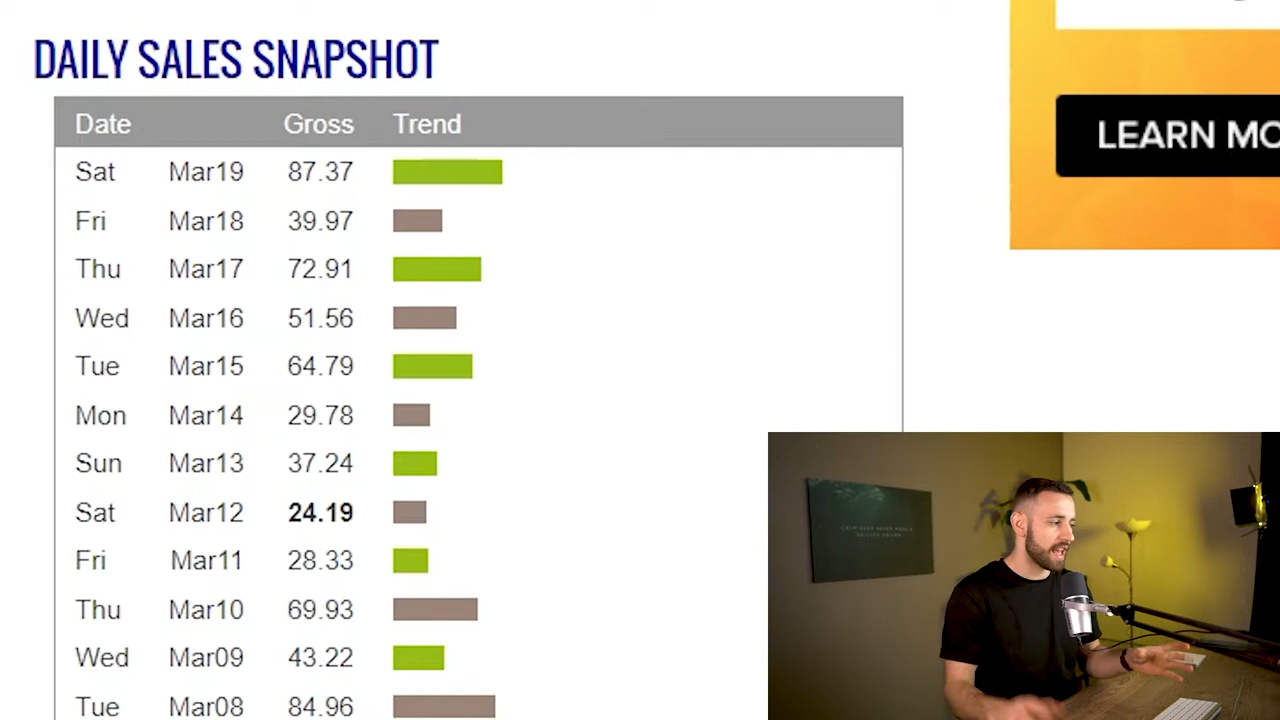 DAILY SALES SNAPSHOT
Date Gross Trend
Sat Mar19 87.37
Fri Mar18 39.97
Thu Mar17 72.91
Wed Mar16 51.56
Tue Mar15 64.79
Mon Mar14 29.78
Sun Mar13 37.24
Sat Mar12 24.19
Fri Mar11 28.33
Thu Mar10 69.93
Wed Mar09 43.22
Tue Mar08 84.96
LEARN MO